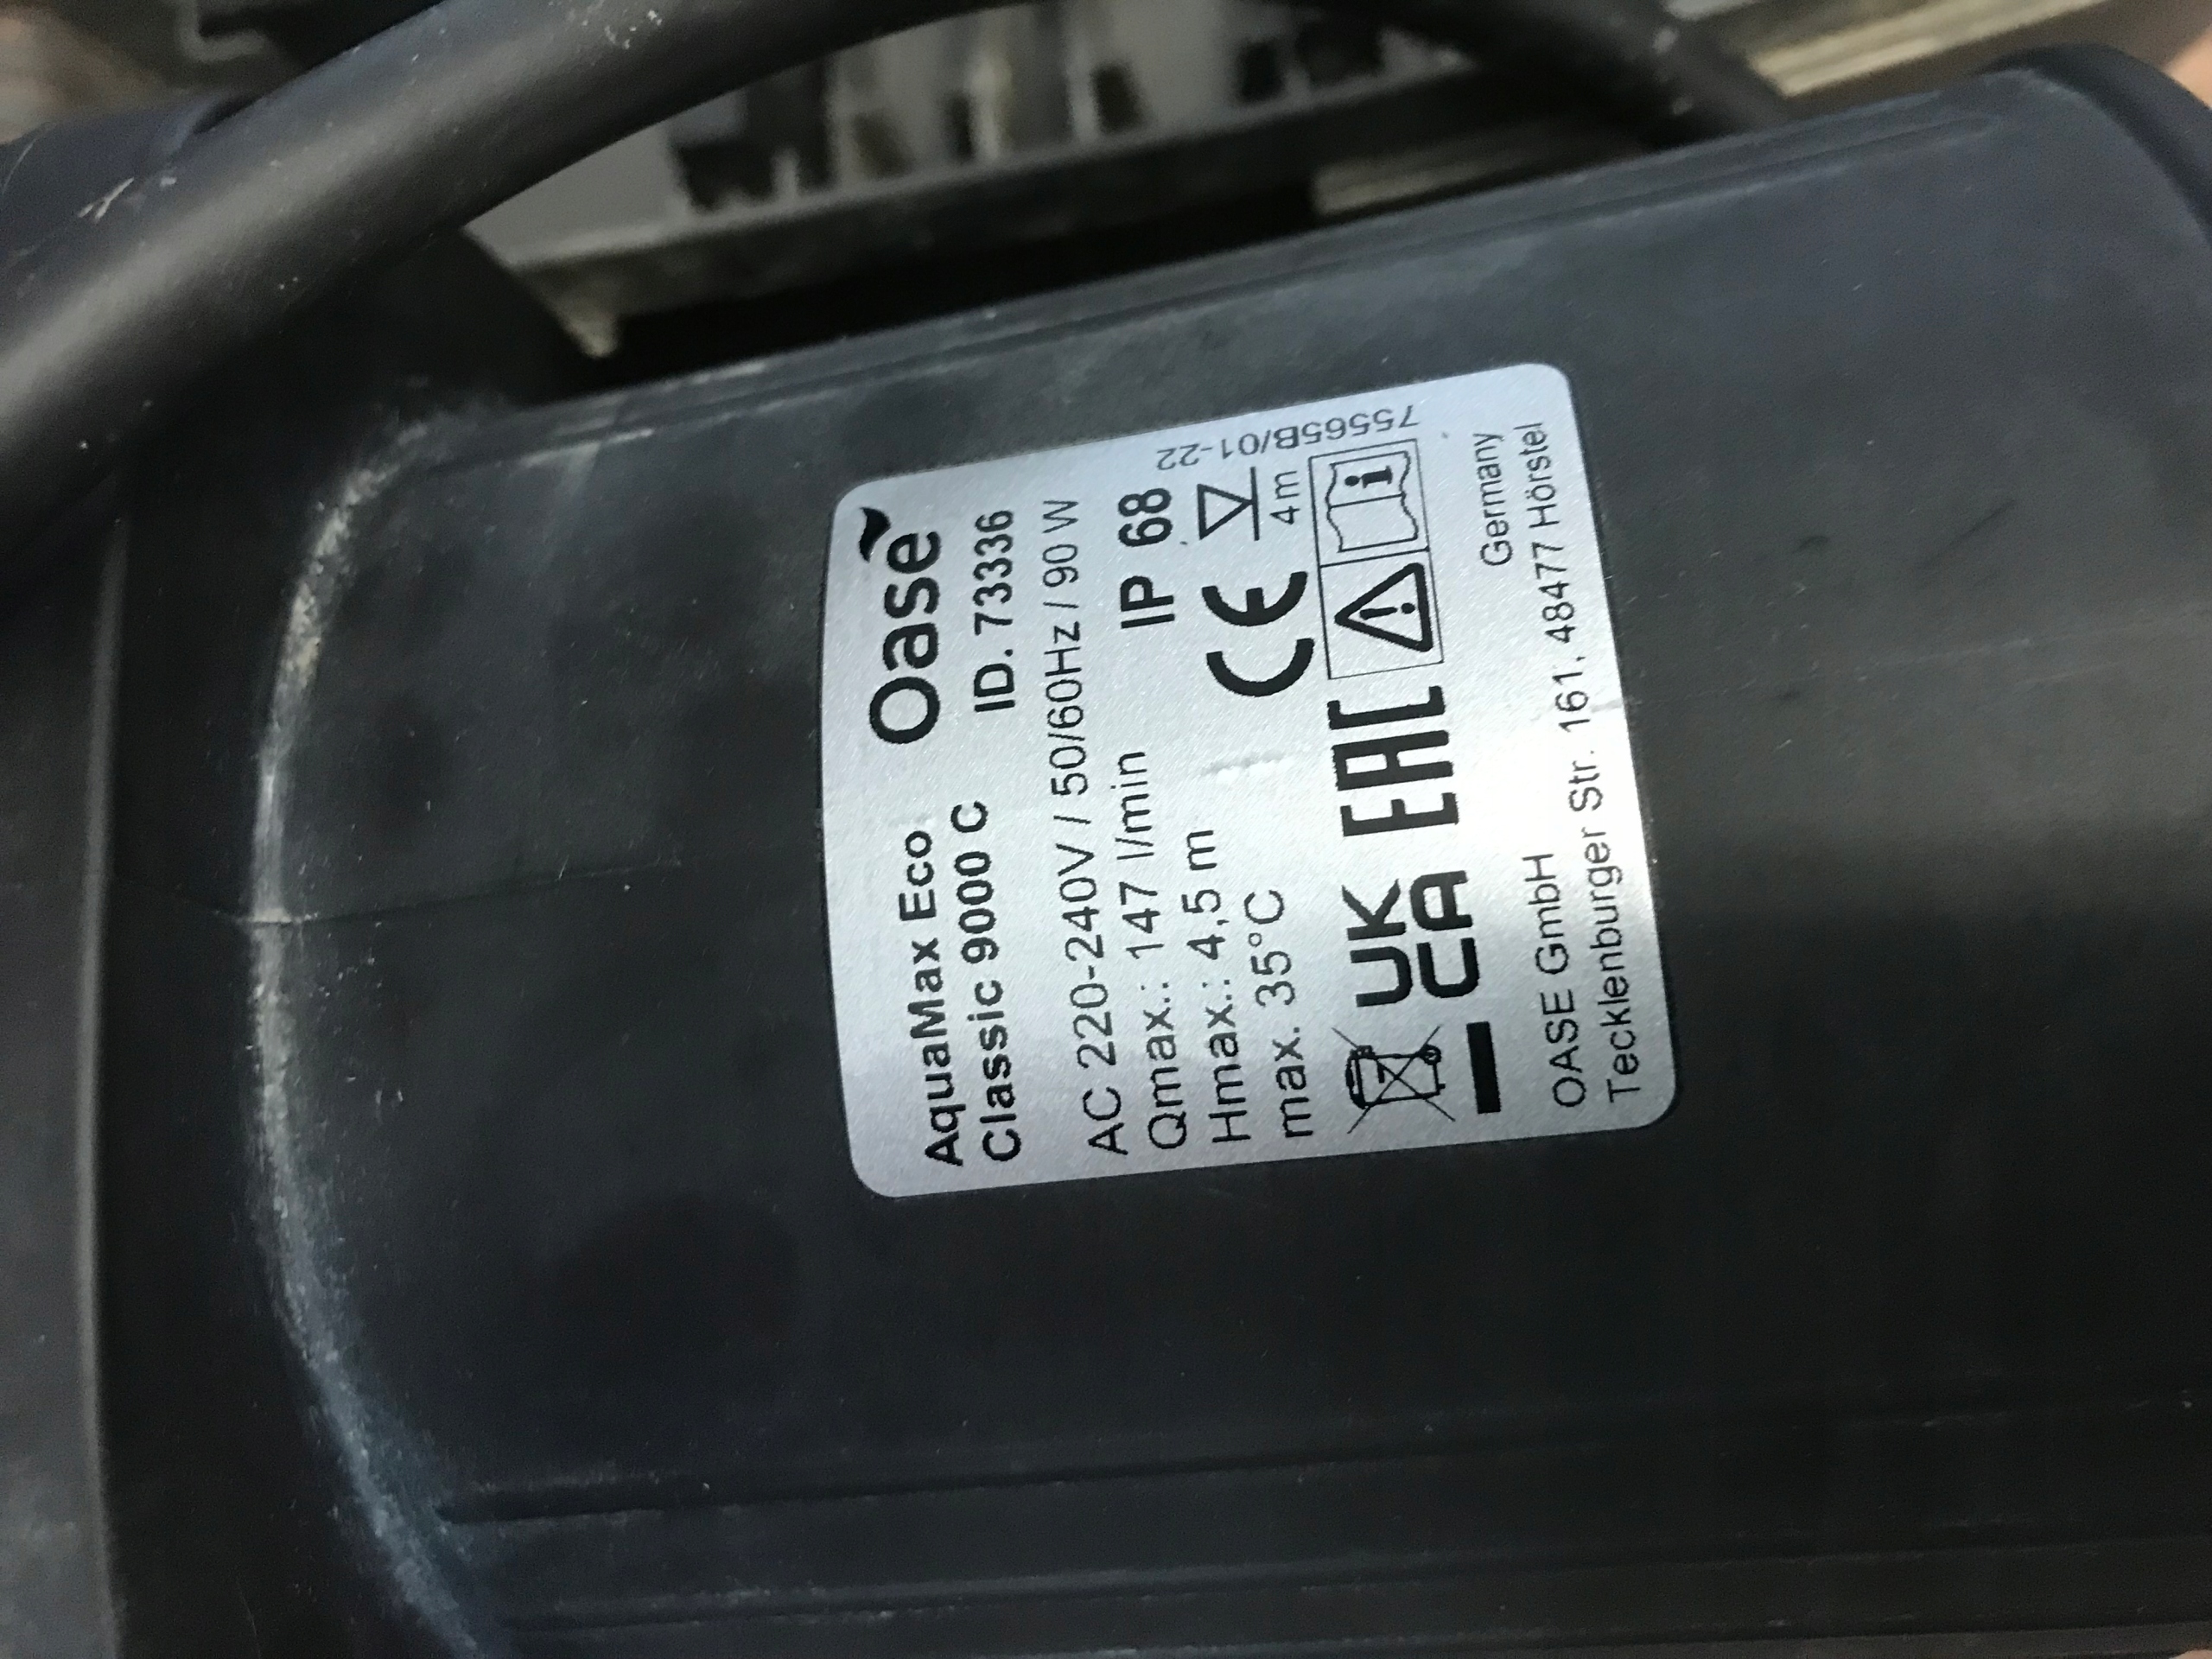 AquaMax Eco Oase
Classic 9000 C ID. 73336
AC 220-240V / 50/60Hz / 90 W
Qmax.: 147 l/min IP 68
Hmax.: 4,5 m CE
max. 35°C 4 m
UK
CA EAC i
OASE GmbH Germany
Tecklenburger Str. 161, 48477 Hörstel
75565B/01-22